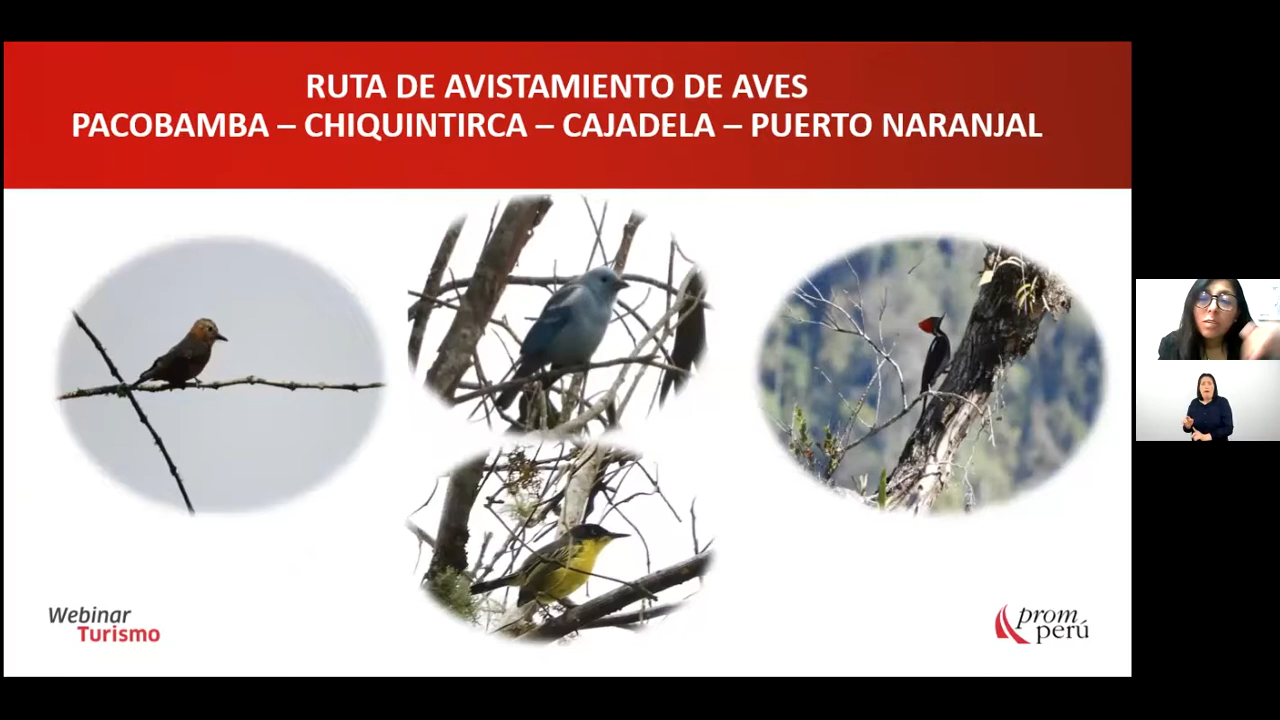 RUTA DE AVISTAMIENTO DE AVES
PACOBAMBA – CHIQUINTIRCA – CAJADELA – PUERTO NARANJAL
Webinar
Turismo
prom
perú